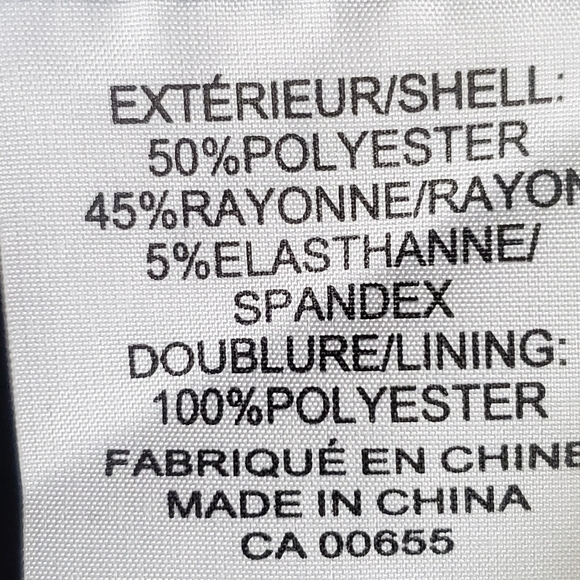 EXTÉRIEUR/SHELL:
50%POLYESTER
45%RAYONNE/RAYON
5%ELASTHANNE/
SPANDEX
DOUBLURE/LINING:
100%POLYESTER
FABRIQUÉ EN CHINE
MADE IN CHINA
CA 00655